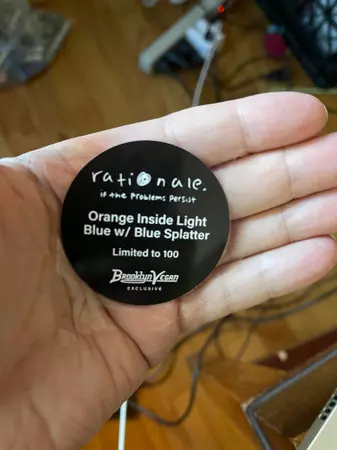 rationale.
if the Problems Persist
Orange Inside Light
Blue w/ Blue Splatter
Limited to 100
BrooklynVegan
EXCLUSIVE